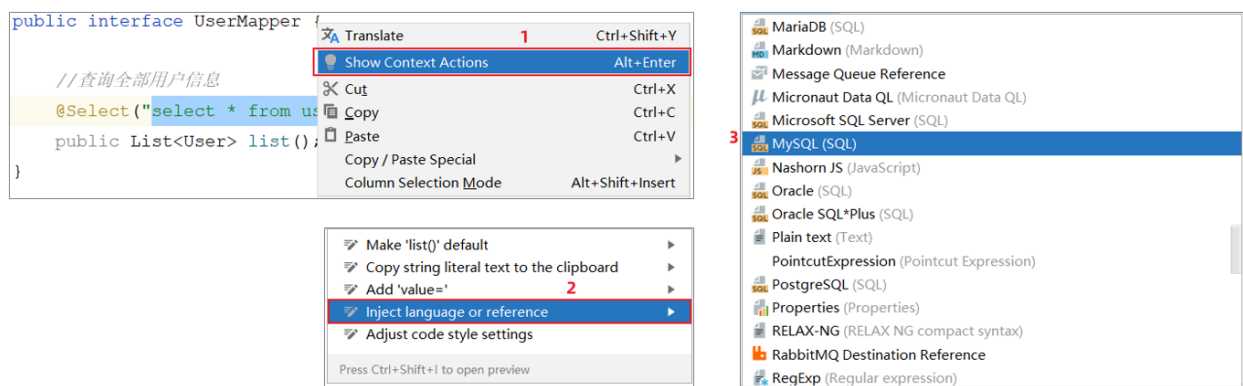 public interface UserMapper {
//查询全部用户信息
@Select("select * from us
public List<User> list();
}
Translate 1 Ctrl+Shift+Y
Show Context Actions Alt+Enter
Cut Ctrl+X
Copy Ctrl+C
Paste Ctrl+V
Copy / Paste Special
Column Selection Mode Alt+Shift+Insert
Make 'list()' default
Copy string literal text to the clipboard
Add 'value=' 2
Inject language or reference
Adjust code style settings
Press Ctrl+Shift+I to open preview
MariaDB (SQL)
Markdown (Markdown)
Message Queue Reference
Micronaut Data QL (Micronaut Data QL)
Microsoft SQL Server (SQL)
3 MySQL (SQL)
Nashorn JS (JavaScript)
Oracle (SQL)
Oracle SQL*Plus (SQL)
Plain text (Text)
PointcutExpression (Pointcut Expression)
PostgreSQL (SQL)
Properties (Properties)
RELAX-NG (RELAX NG compact syntax)
RabbitMQ Destination Reference
RegExp (Regular expression)